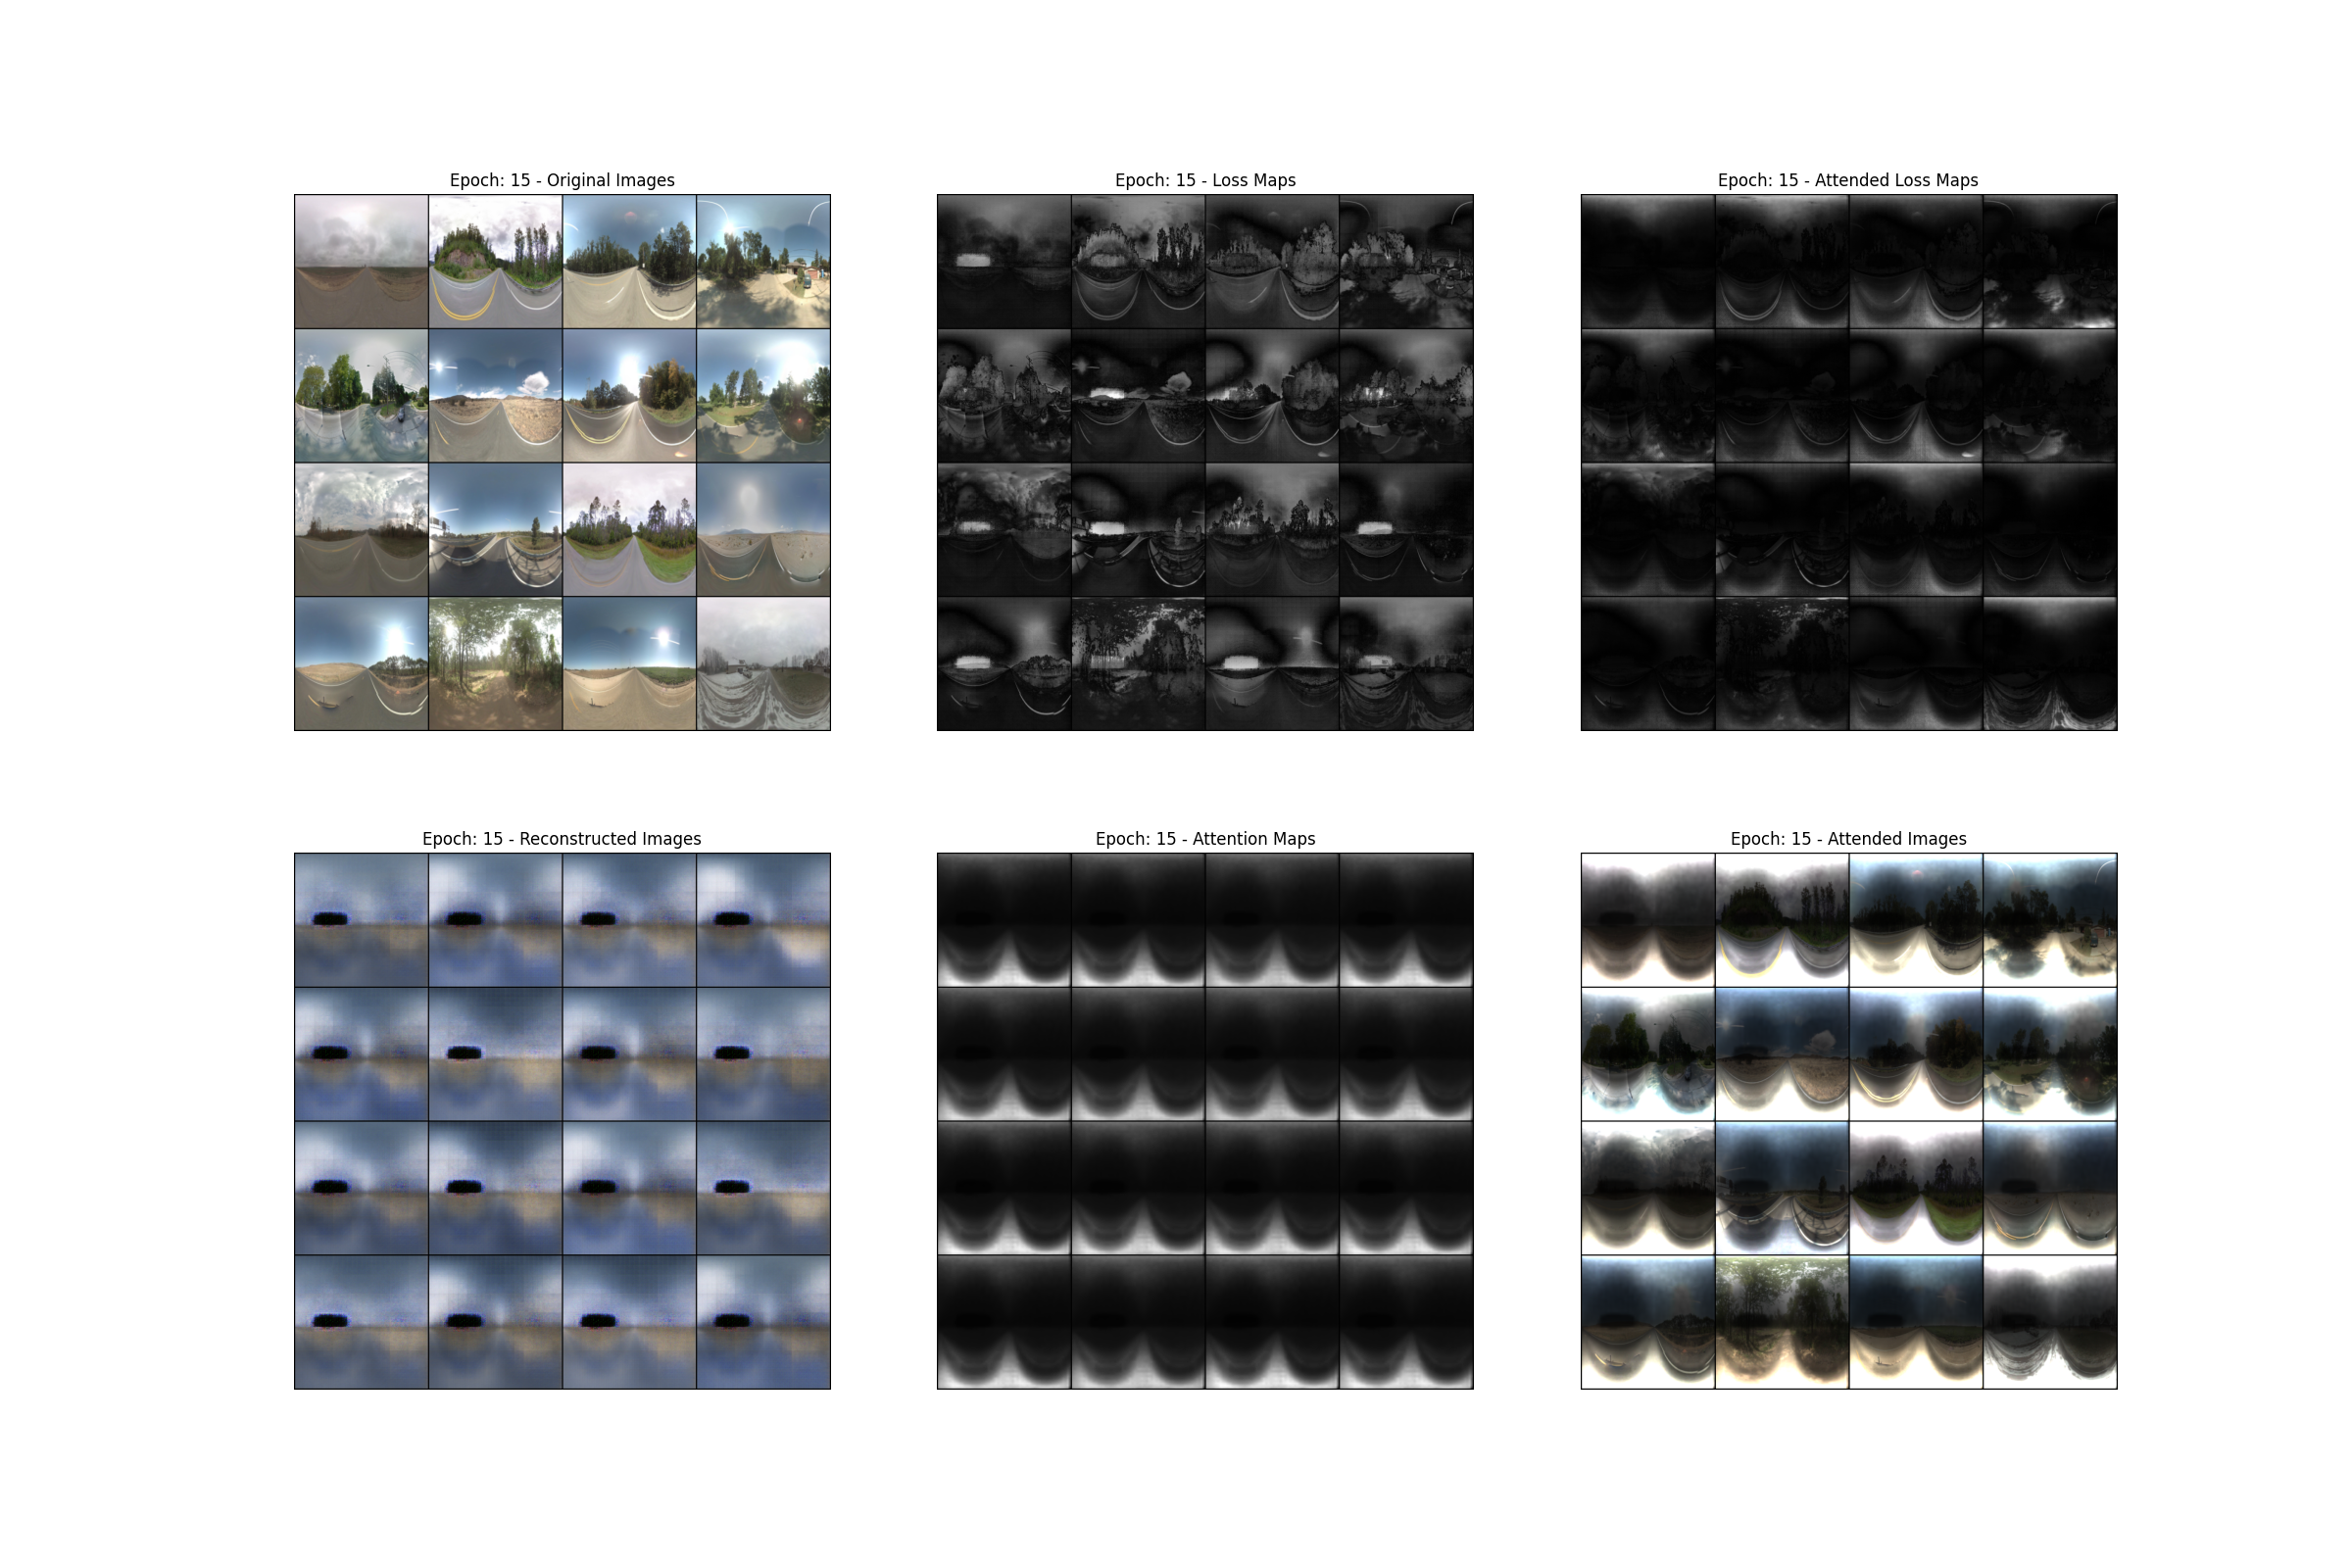 Epoch: 15 - Original Images
Epoch: 15 - Loss Maps
Epoch: 15 - Attended Loss Maps
Epoch: 15 - Reconstructed Images
Epoch: 15 - Attention Maps
Epoch: 15 - Attended Images